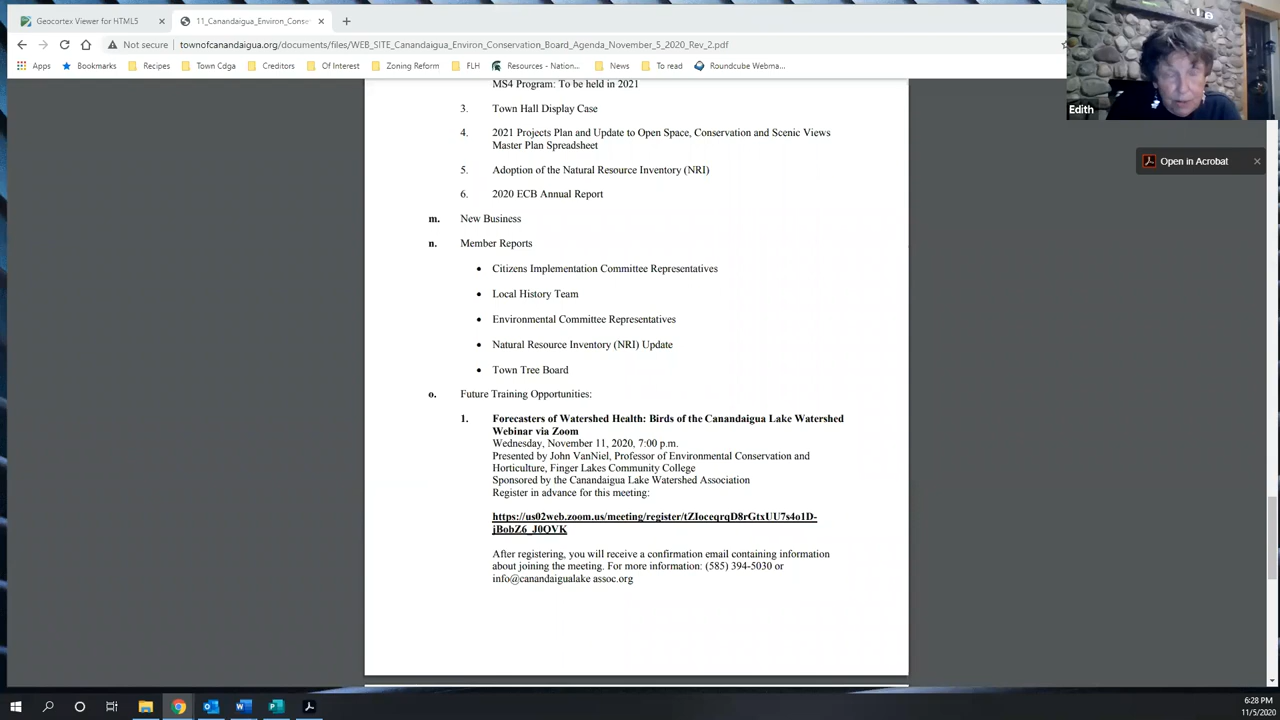 Geocortex Viewer for HTML5
11_Canandaigua_Environ_Conse
Not secure
townofcanandaigua.org/documents/files/WEB_SITE_Canandaigua_Environ_Conservation_Board_Agenda_November_5_2020_Rev_2.pdf
Apps
Bookmarks
Recipes
Town Cdga
Creditors
Of Interest
Zoning Reform
FLH
Resources - Nation...
News
To read
Roundcube Webma...
Edith
Open in Acrobat
MS4 Program: To be held in 2021
3. Town Hall Display Case
4. 2021 Projects Plan and Update to Open Space, Conservation and Scenic Views
Master Plan Spreadsheet
5. Adoption of the Natural Resource Inventory (NRI)
6. 2020 ECB Annual Report
m. New Business
n. Member Reports
• Citizens Implementation Committee Representatives
• Local History Team
• Environmental Committee Representatives
• Natural Resource Inventory (NRI) Update
• Town Tree Board
o. Future Training Opportunities:
1. Forecasters of Watershed Health: Birds of the Canandaigua Lake Watershed
Webinar via Zoom
Wednesday, November 11, 2020, 7:00 p.m.
Presented by John VanNiel, Professor of Environmental Conservation and
Horticulture, Finger Lakes Community College
Sponsored by the Canandaigua Lake Watershed Association
Register in advance for this meeting:
https://us02web.zoom.us/meeting/register/tZIoceqrqD8rGtxUU7s4o1D-
jBobZ6_J0QVK
After registering, you will receive a confirmation email containing information
about joining the meeting. For more information: (585) 394-5030 or
info@canandaigualake assoc.org
6:28 PM
11/5/2020